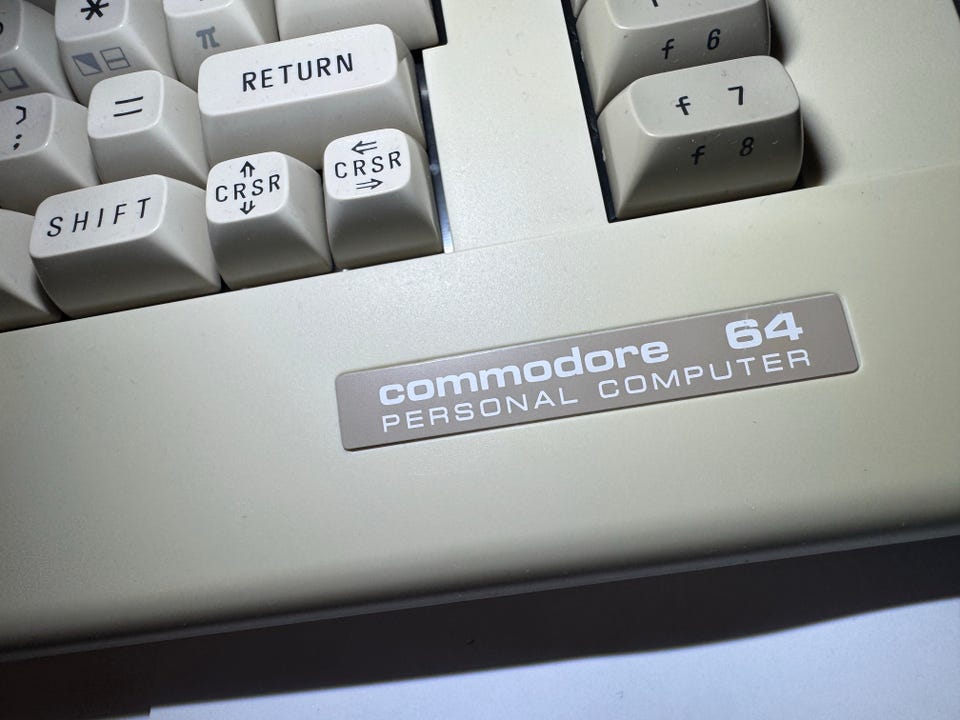 *
π
RETURN
f 6
f 7
f 8
?
=
SHIFT
⇑
CRSR
⇓
⇐
CRSR
⇒
commodore 64
PERSONAL COMPUTER